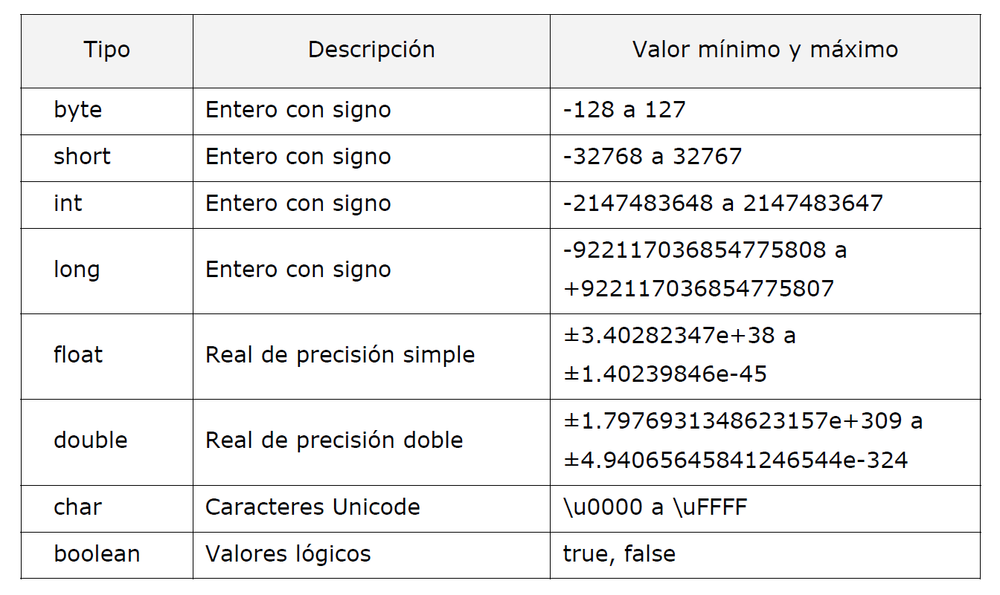 Tipo Descripción Valor mínimo y máximo
byte Entero con signo -128 a 127
short Entero con signo -32768 a 32767
int Entero con signo -2147483648 a 2147483647
long Entero con signo -922117036854775808 a
+922117036854775807
float Real de precisión simple ±3.40282347e+38 a
±1.40239846e-45
double Real de precisión doble ±1.7976931348623157e+309 a
±4.94065645841246544e-324
char Caracteres Unicode \u0000 a \uFFFF
boolean Valores lógicos true, false